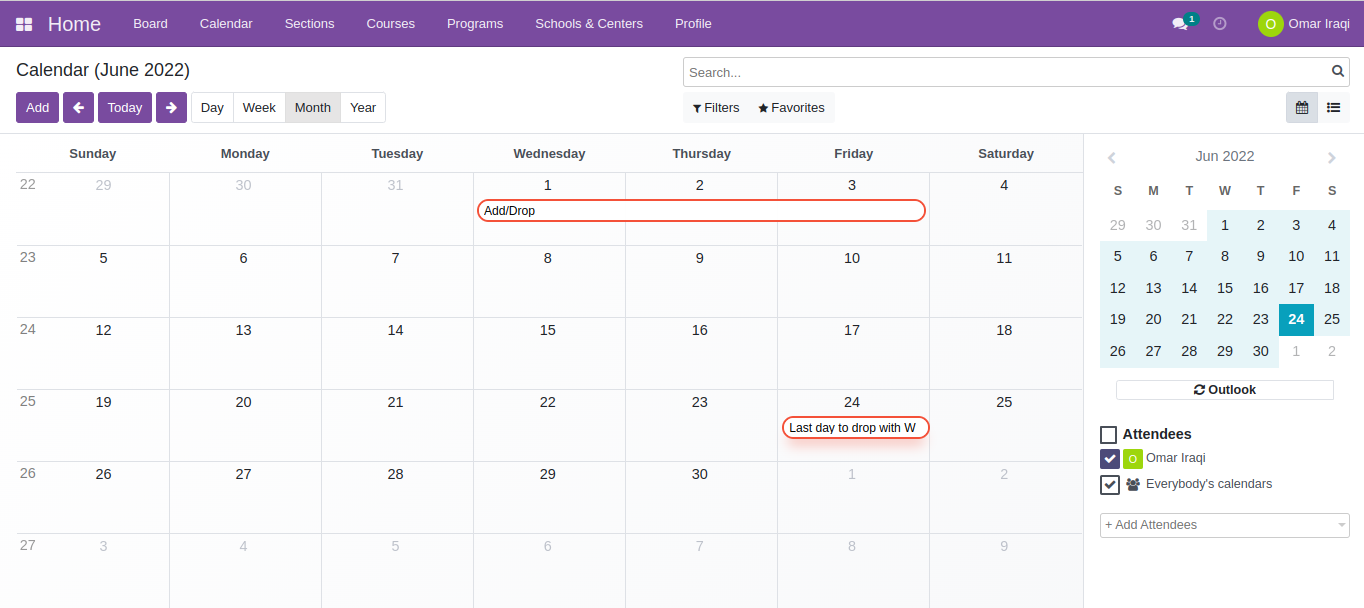 Home Board Calendar Sections Courses Programs Schools & Centers Profile 1 O Omar Iraqi
Calendar (June 2022)
Search...
Add Today Day Week Month Year
Filters Favorites
Sunday Monday Tuesday Wednesday Thursday Friday Saturday
22 29 30 31 1 2 3 4
Add/Drop
23 5 6 7 8 9 10 11
24 12 13 14 15 16 17 18
25 19 20 21 22 23 24 25
Last day to drop with W
26 26 27 28 29 30 1 2
27 3 4 5 6 7 8 9
Jun 2022
S M T W T F S
29 30 31 1 2 3 4
5 6 7 8 9 10 11
12 13 14 15 16 17 18
19 20 21 22 23 24 25
26 27 28 29 30 1 2
Outlook
Attendees
O Omar Iraqi
Everybody's calendars
+ Add Attendees